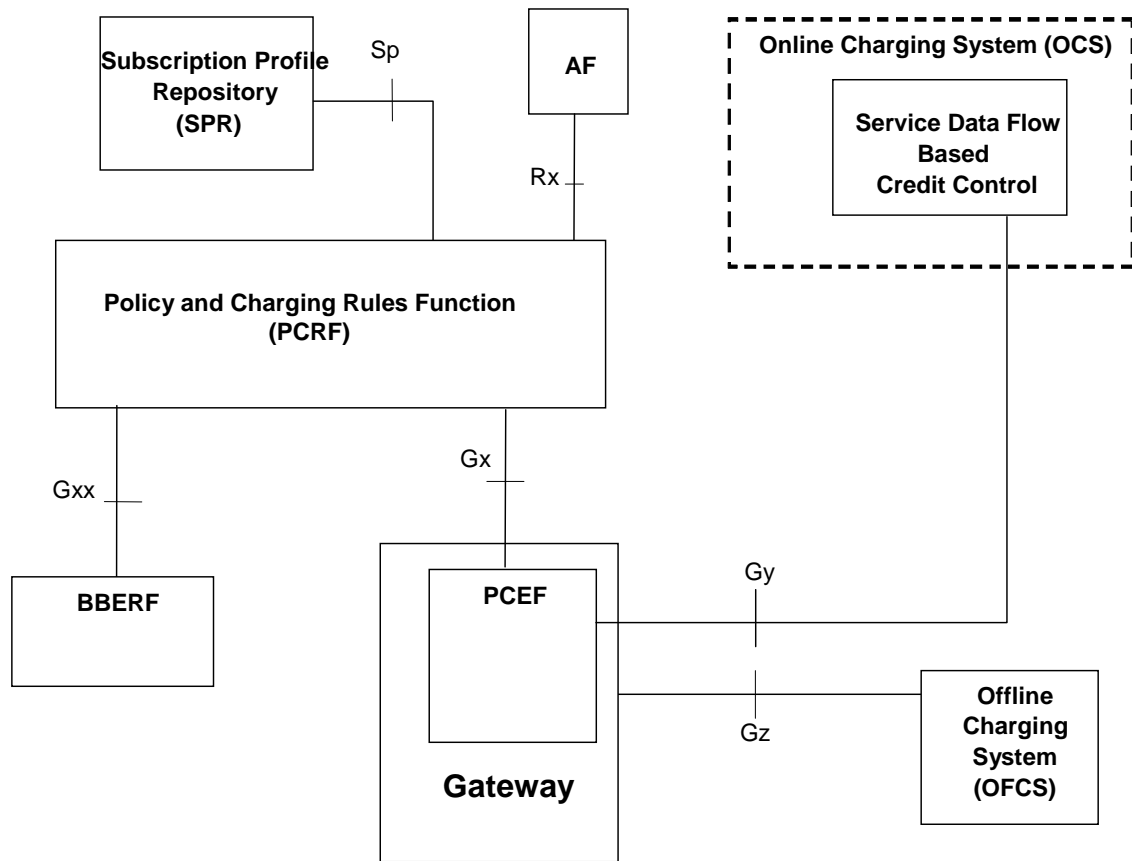 Subscription Profile
Repository
(SPR)
Sp
AF
Online Charging System (OCS)
Service Data Flow
Based
Credit Control
Rx
Policy and Charging Rules Function
(PCRF)
Gxx
Gx
BBERF
PCEF
Gy
Gz
Offline
Charging
System
(OFCS)
Gateway